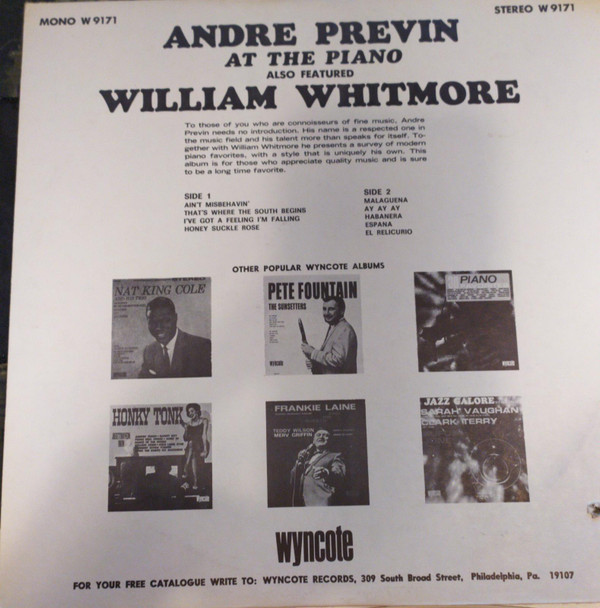 MONO W 9171
STEREO W 9171
ANDRE PREVIN
AT THE PIANO
ALSO FEATURED
WILLIAM WHITMORE
To those of you who are connoisseurs of fine music, Andre
Previn needs no introduction. His name is a respected one in
the music field and his talent more than speaks for itself. To-
gether with William Whitmore he presents a survey of modern
piano favorites, with a style that is uniquely his own. This
album is for those who appreciate quality music and is sure
to be a long time favorite.
SIDE 1
AIN'T MISBEHAVIN'
THAT'S WHERE THE SOUTH BEGINS
I'VE GOT A FEELING I'M FALLING
HONEY SUCKLE ROSE
SIDE 2
MALAGUENA
AY AY AY
HABANERA
ESPANA
EL RELICURIO
OTHER POPULAR WYNCOTE ALBUMS
NAT KING COLE
PETE FOUNTAIN
THE SUNSETTERS
wyncote
PIANO
HONKY TONK
FRANKIE LAINE
TEDDY WILSON
MERV GRIFFIN
JAZZ GALORE
SARAH VAUGHAN
CLARK TERRY
wyncote
FOR YOUR FREE CATALOGUE WRITE TO: WYNCOTE RECORDS, 309 South Broad Street, Philadelphia, Pa. 19107